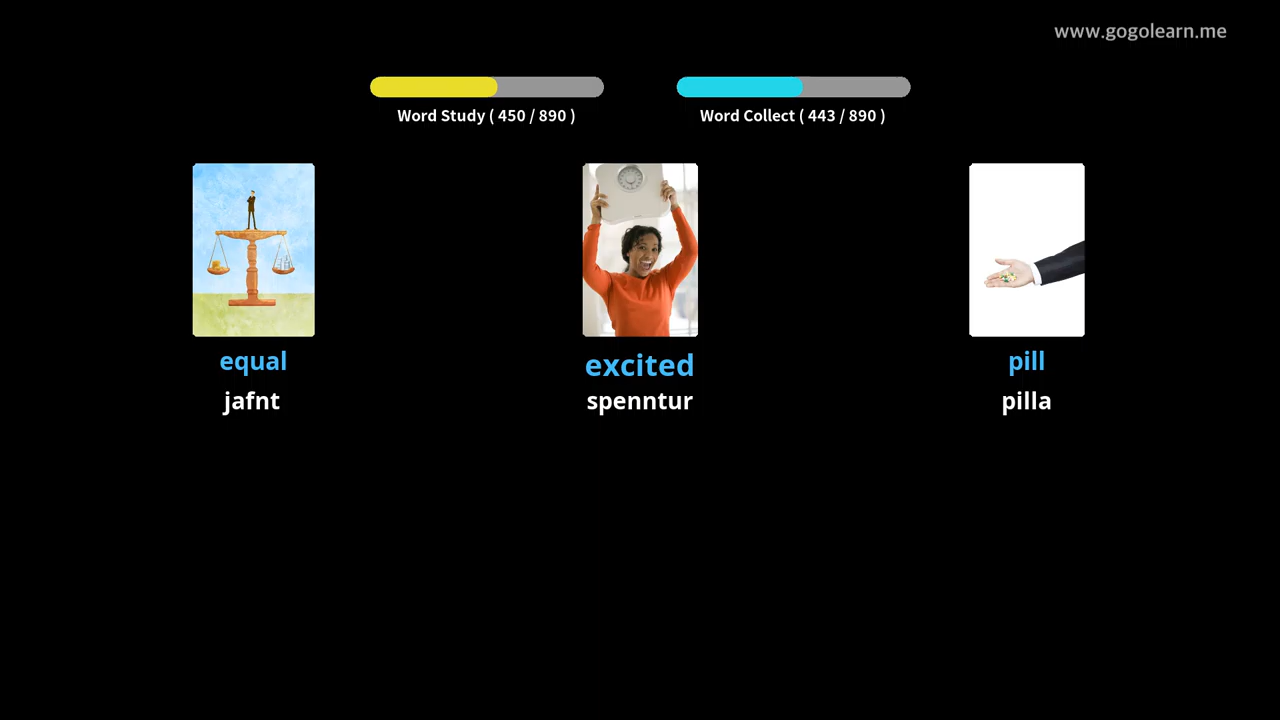 www.gogolearn.me
Word Study ( 450 / 890 )
Word Collect ( 443 / 890 )
equal
jafnt
excited
spenntur
pill
pilla